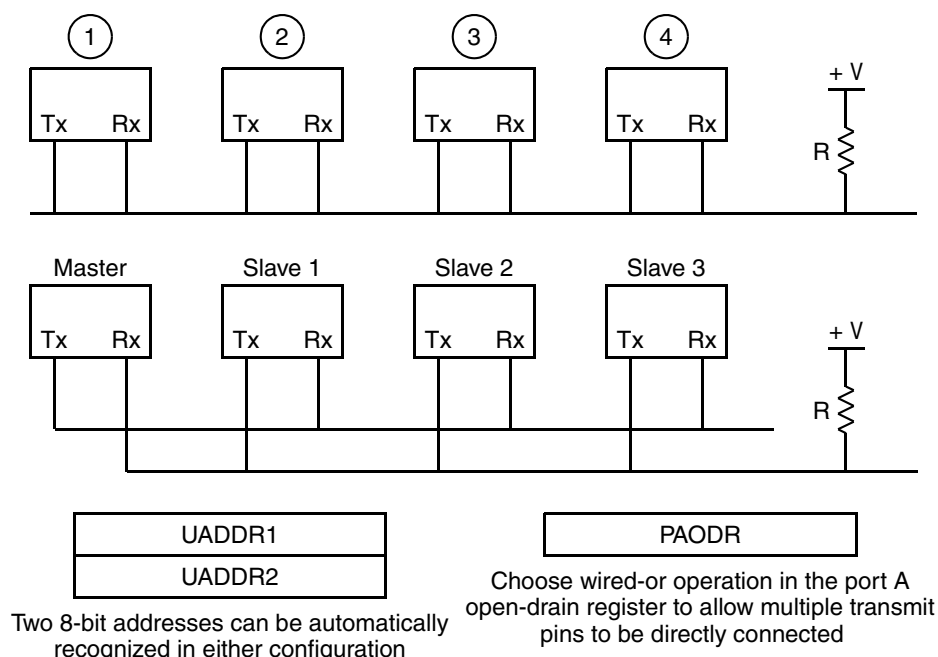 1 2 3 4
Tx Rx Tx Rx Tx Rx Tx Rx
+ V
R
Master Slave 1 Slave 2 Slave 3
Tx Rx Tx Rx Tx Rx Tx Rx
+ V
R
UADDR1
UADDR2
Two 8-bit addresses can be automatically
recognized in either configuration
PAODR
Choose wired-or operation in the port A
open-drain register to allow multiple transmit
pins to be directly connected